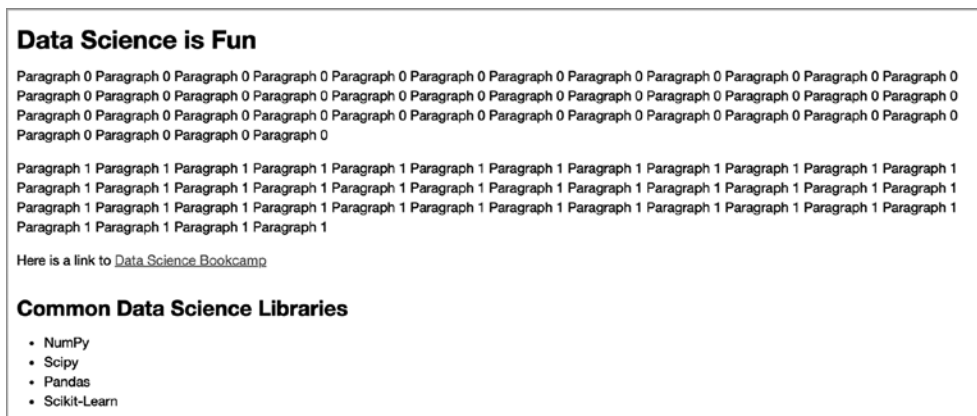 Data Science is Fun
Paragraph 0 Paragraph 0 Paragraph 0 Paragraph 0 Paragraph 0 Paragraph 0 Paragraph 0 Paragraph 0 Paragraph 0 Paragraph 0 Paragraph 0 Paragraph 0
Paragraph 0 Paragraph 0 Paragraph 0 Paragraph 0 Paragraph 0 Paragraph 0 Paragraph 0 Paragraph 0 Paragraph 0 Paragraph 0 Paragraph 0 Paragraph 0
Paragraph 0 Paragraph 0 Paragraph 0 Paragraph 0 Paragraph 0 Paragraph 0 Paragraph 0 Paragraph 0 Paragraph 0 Paragraph 0 Paragraph 0 Paragraph 0
Paragraph 0 Paragraph 0 Paragraph 0 Paragraph 0
Paragraph 1 Paragraph 1 Paragraph 1 Paragraph 1 Paragraph 1 Paragraph 1 Paragraph 1 Paragraph 1 Paragraph 1 Paragraph 1 Paragraph 1 Paragraph 1
Paragraph 1 Paragraph 1 Paragraph 1 Paragraph 1 Paragraph 1 Paragraph 1 Paragraph 1 Paragraph 1 Paragraph 1 Paragraph 1 Paragraph 1 Paragraph 1
Paragraph 1 Paragraph 1 Paragraph 1 Paragraph 1 Paragraph 1 Paragraph 1 Paragraph 1 Paragraph 1 Paragraph 1 Paragraph 1 Paragraph 1 Paragraph 1
Paragraph 1 Paragraph 1 Paragraph 1 Paragraph 1
Here is a link to Data Science Bookcamp
Common Data Science Libraries
• NumPy
• Scipy
• Pandas
• Scikit-Learn